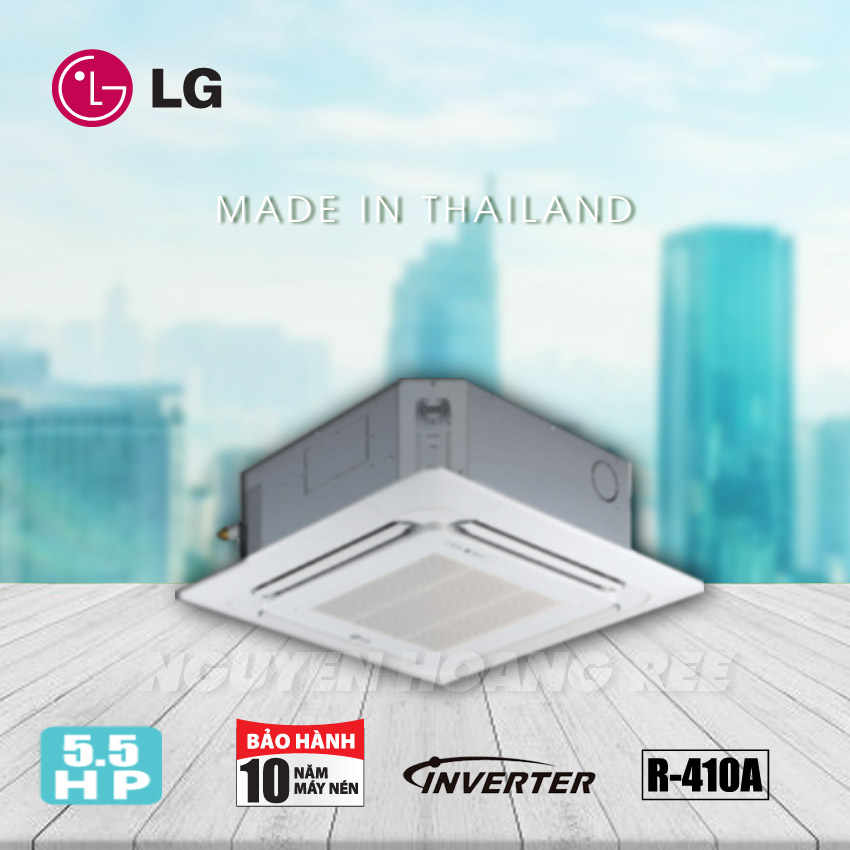 LG
MADE IN THAILAND
NGUYEN HOANG REE
5.5
HP
BẢO HÀNH
10 NĂM
MÁY NÉN
INVERTER
R-410A